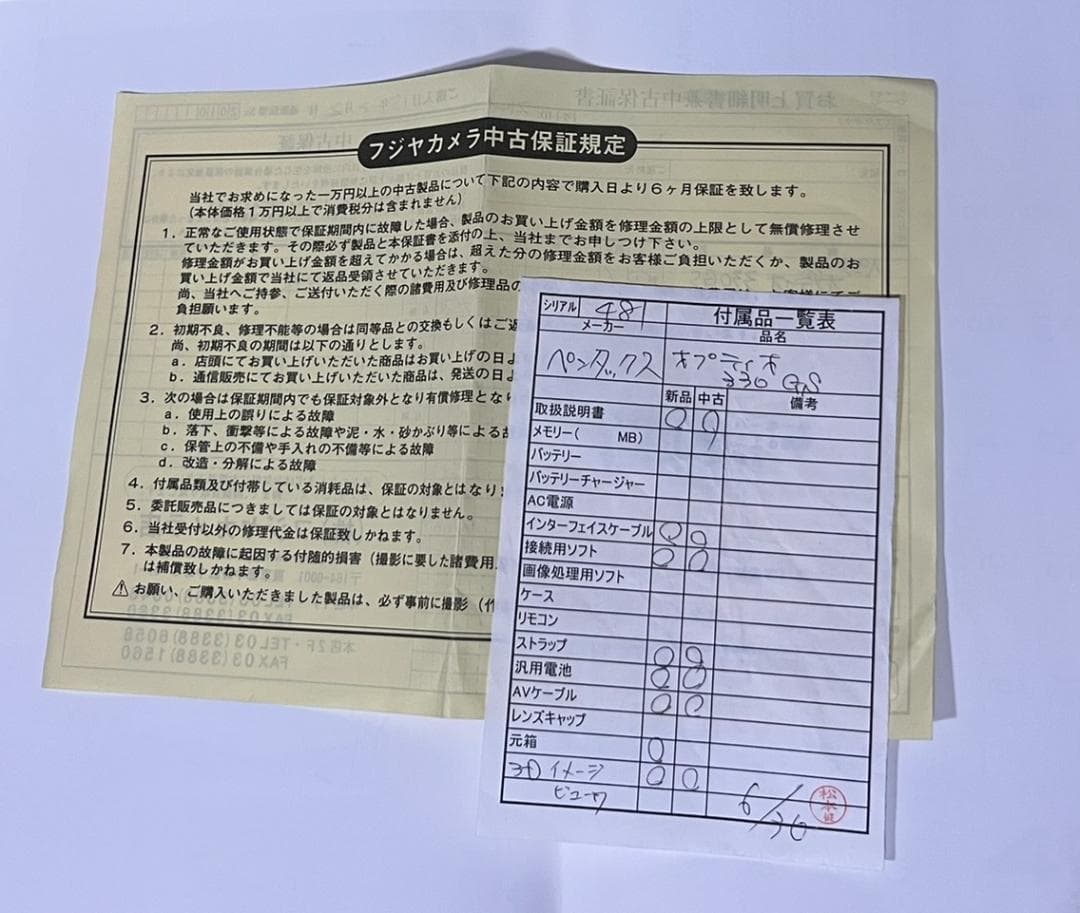 フジヤカメラ中古保証規定
当社でお求めになった一万円以上の中古製品について下記の内容で購入日より6ヶ月保証を致します。
(本体価格1万円以上で消費税分は含まれません)
1．正常なご使用状態で保証期間内に故障した場合、製品のお買い上げ金額を修理金額の上限として無償修理させ
ていただきます。その際必ず製品と本保証書を添付の上、当社までお申しつけ下さい。
修理金額がお買い上げ金額を超えてかかる場合は、超えた分の修理金額をお客様ご負担いただくか、製品のお
買い上げ金額で当社にて返品受領させていただきます。
尚、当社へご持参、ご送付いただく際の諸費用及び修理品の
負担願います。
2．初期不良、修理不能等の場合は同等品との交換もしくはご返
尚、初期不良の期間は以下の通りとします。
a．店頭にてお買い上げいただいた商品はお買い上げの日よ
b．通信販売にてお買い上げいただいた商品は、発送の日よ
3．次の場合は保証期間内でも保証対象外となり有償修理となり
a．使用上の誤りによる故障
b．落下、衝撃等による故障や泥・水・砂かぶり等による故
c．保管上の不備や手入れの不備等による故障
d．改造・分解による故障
4．付属品類及び付帯している消耗品は、保証の対象とはなりま
5．委託販売品につきましては保証の対象とはなりません。
6．当社受付以外の修理代金は保証致しかねます。
7．本製品の故障に起因する付随的損害（撮影に要した諸費用
は補償致しかねます。
⚠お願い、ご購入いただきました製品は、必ず事前に撮影（作
シリアル 481 付属品一覧表
メーカー 品名
ペンタックス オプティオ
330 GS
新品 中古 備考
取扱説明書 〇 〇
メモリー( MB)
バッテリー
バッテリーチャージャー
AC電源
インターフェイスケーブル 〇 〇
接続用ソフト 〇 〇
画像処理用ソフト
ケース
リモコン
ストラップ 〇 〇
汎用電池 〇 〇
AVケーブル 〇 〇
レンズキャップ
元箱 〇
3D イメージ 〇 〇
ビューワ
6/30
松本健